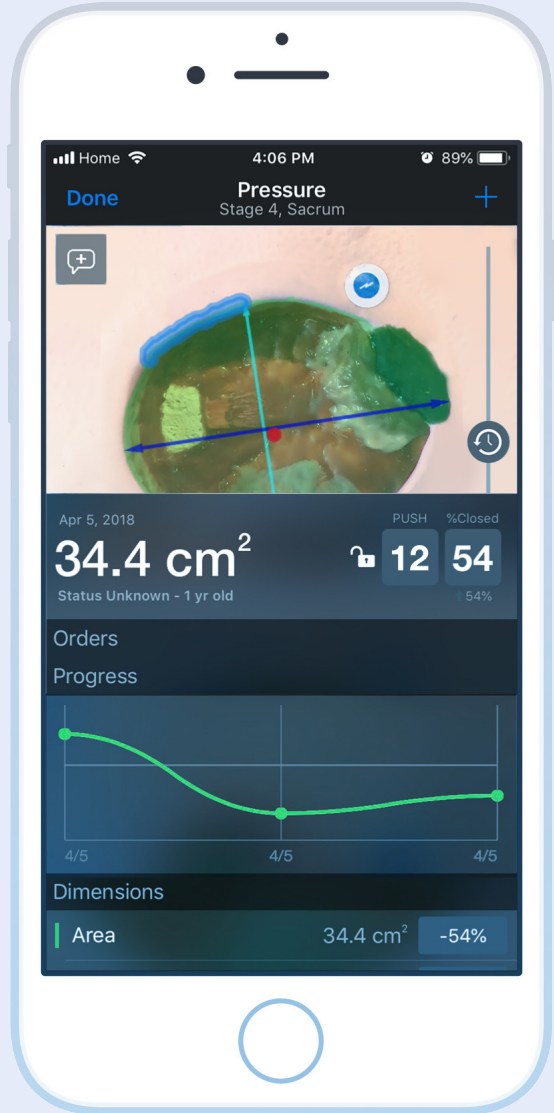 Home 4:06 PM 89%
Done Pressure
Stage 4, Sacrum
Apr 5, 2018 PUSH %Closed
34.4 cm² 12 54
Status Unknown - 1 yr old 54%
Orders
Progress
4/5 4/5 4/5
Dimensions
Area 34.4 cm² -54%